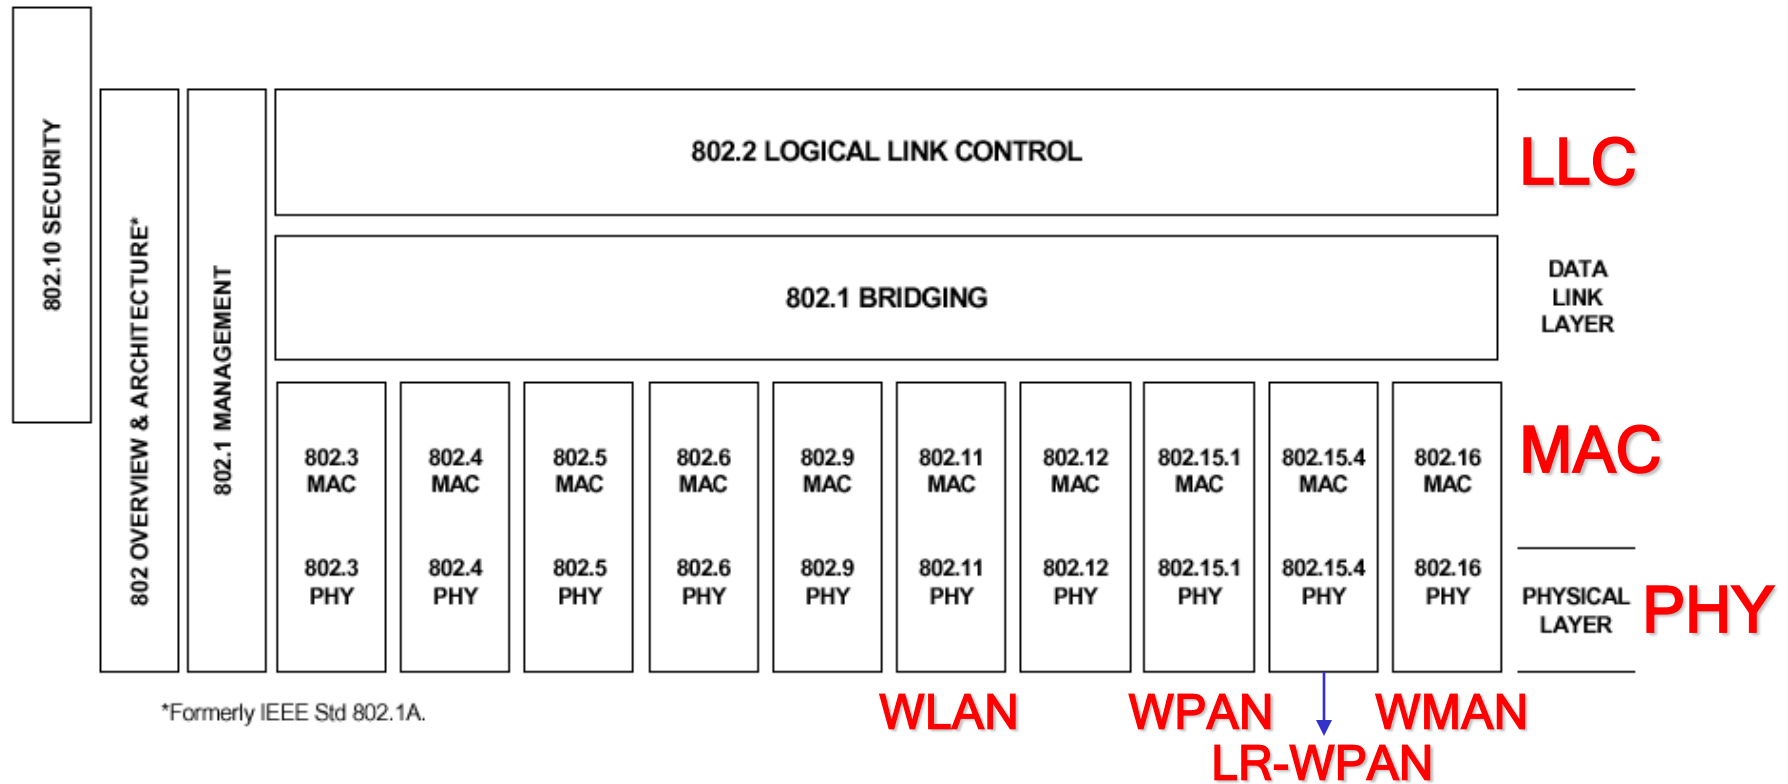 802.10 SECURITY
802 OVERVIEW & ARCHITECTURE*
802.1 MANAGEMENT
802.2 LOGICAL LINK CONTROL
LLC
802.1 BRIDGING
DATA
LINK
LAYER
802.3
MAC
802.4
MAC
802.5
MAC
802.6
MAC
802.9
MAC
802.11
MAC
802.12
MAC
802.15.1
MAC
802.15.4
MAC
802.16
MAC
MAC
802.3
PHY
802.4
PHY
802.5
PHY
802.6
PHY
802.9
PHY
802.11
PHY
802.12
PHY
802.15.1
PHY
802.15.4
PHY
802.16
PHY
PHYSICAL
LAYER
PHY
*Formerly IEEE Std 802.1A.
WLAN
WPAN
WMAN
LR-WPAN